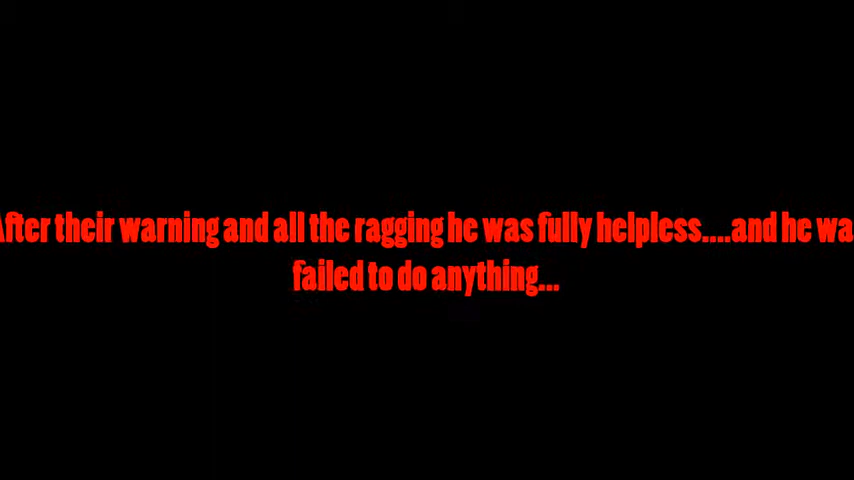 After their warning and all the ragging he was fully helpless....and he wa
failed to do anything...